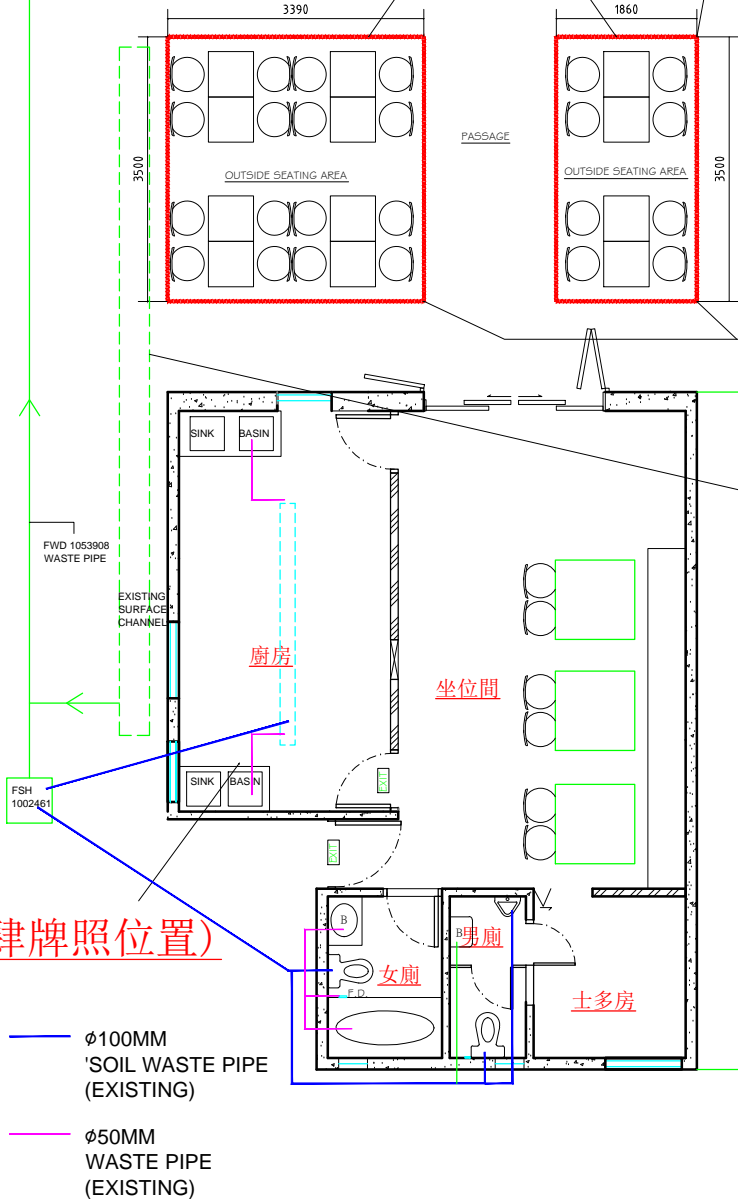 3390
1860
3500
3500
PASSAGE
OUTSIDE SEATING AREA
OUTSIDE SEATING AREA
SINK
BASIN
FWD 1053908
WASTE PIPE
EXISTING
SURFACE
CHANNEL
廚房
坐位間
SINK
BASIN
EXIT
FSH
1002461
EXIT
牌照位置)
B
B
男廁
女廁
F.D.
士多房
φ100MM
'SOIL WASTE PIPE
(EXISTING)
φ50MM
WASTE PIPE
(EXISTING)